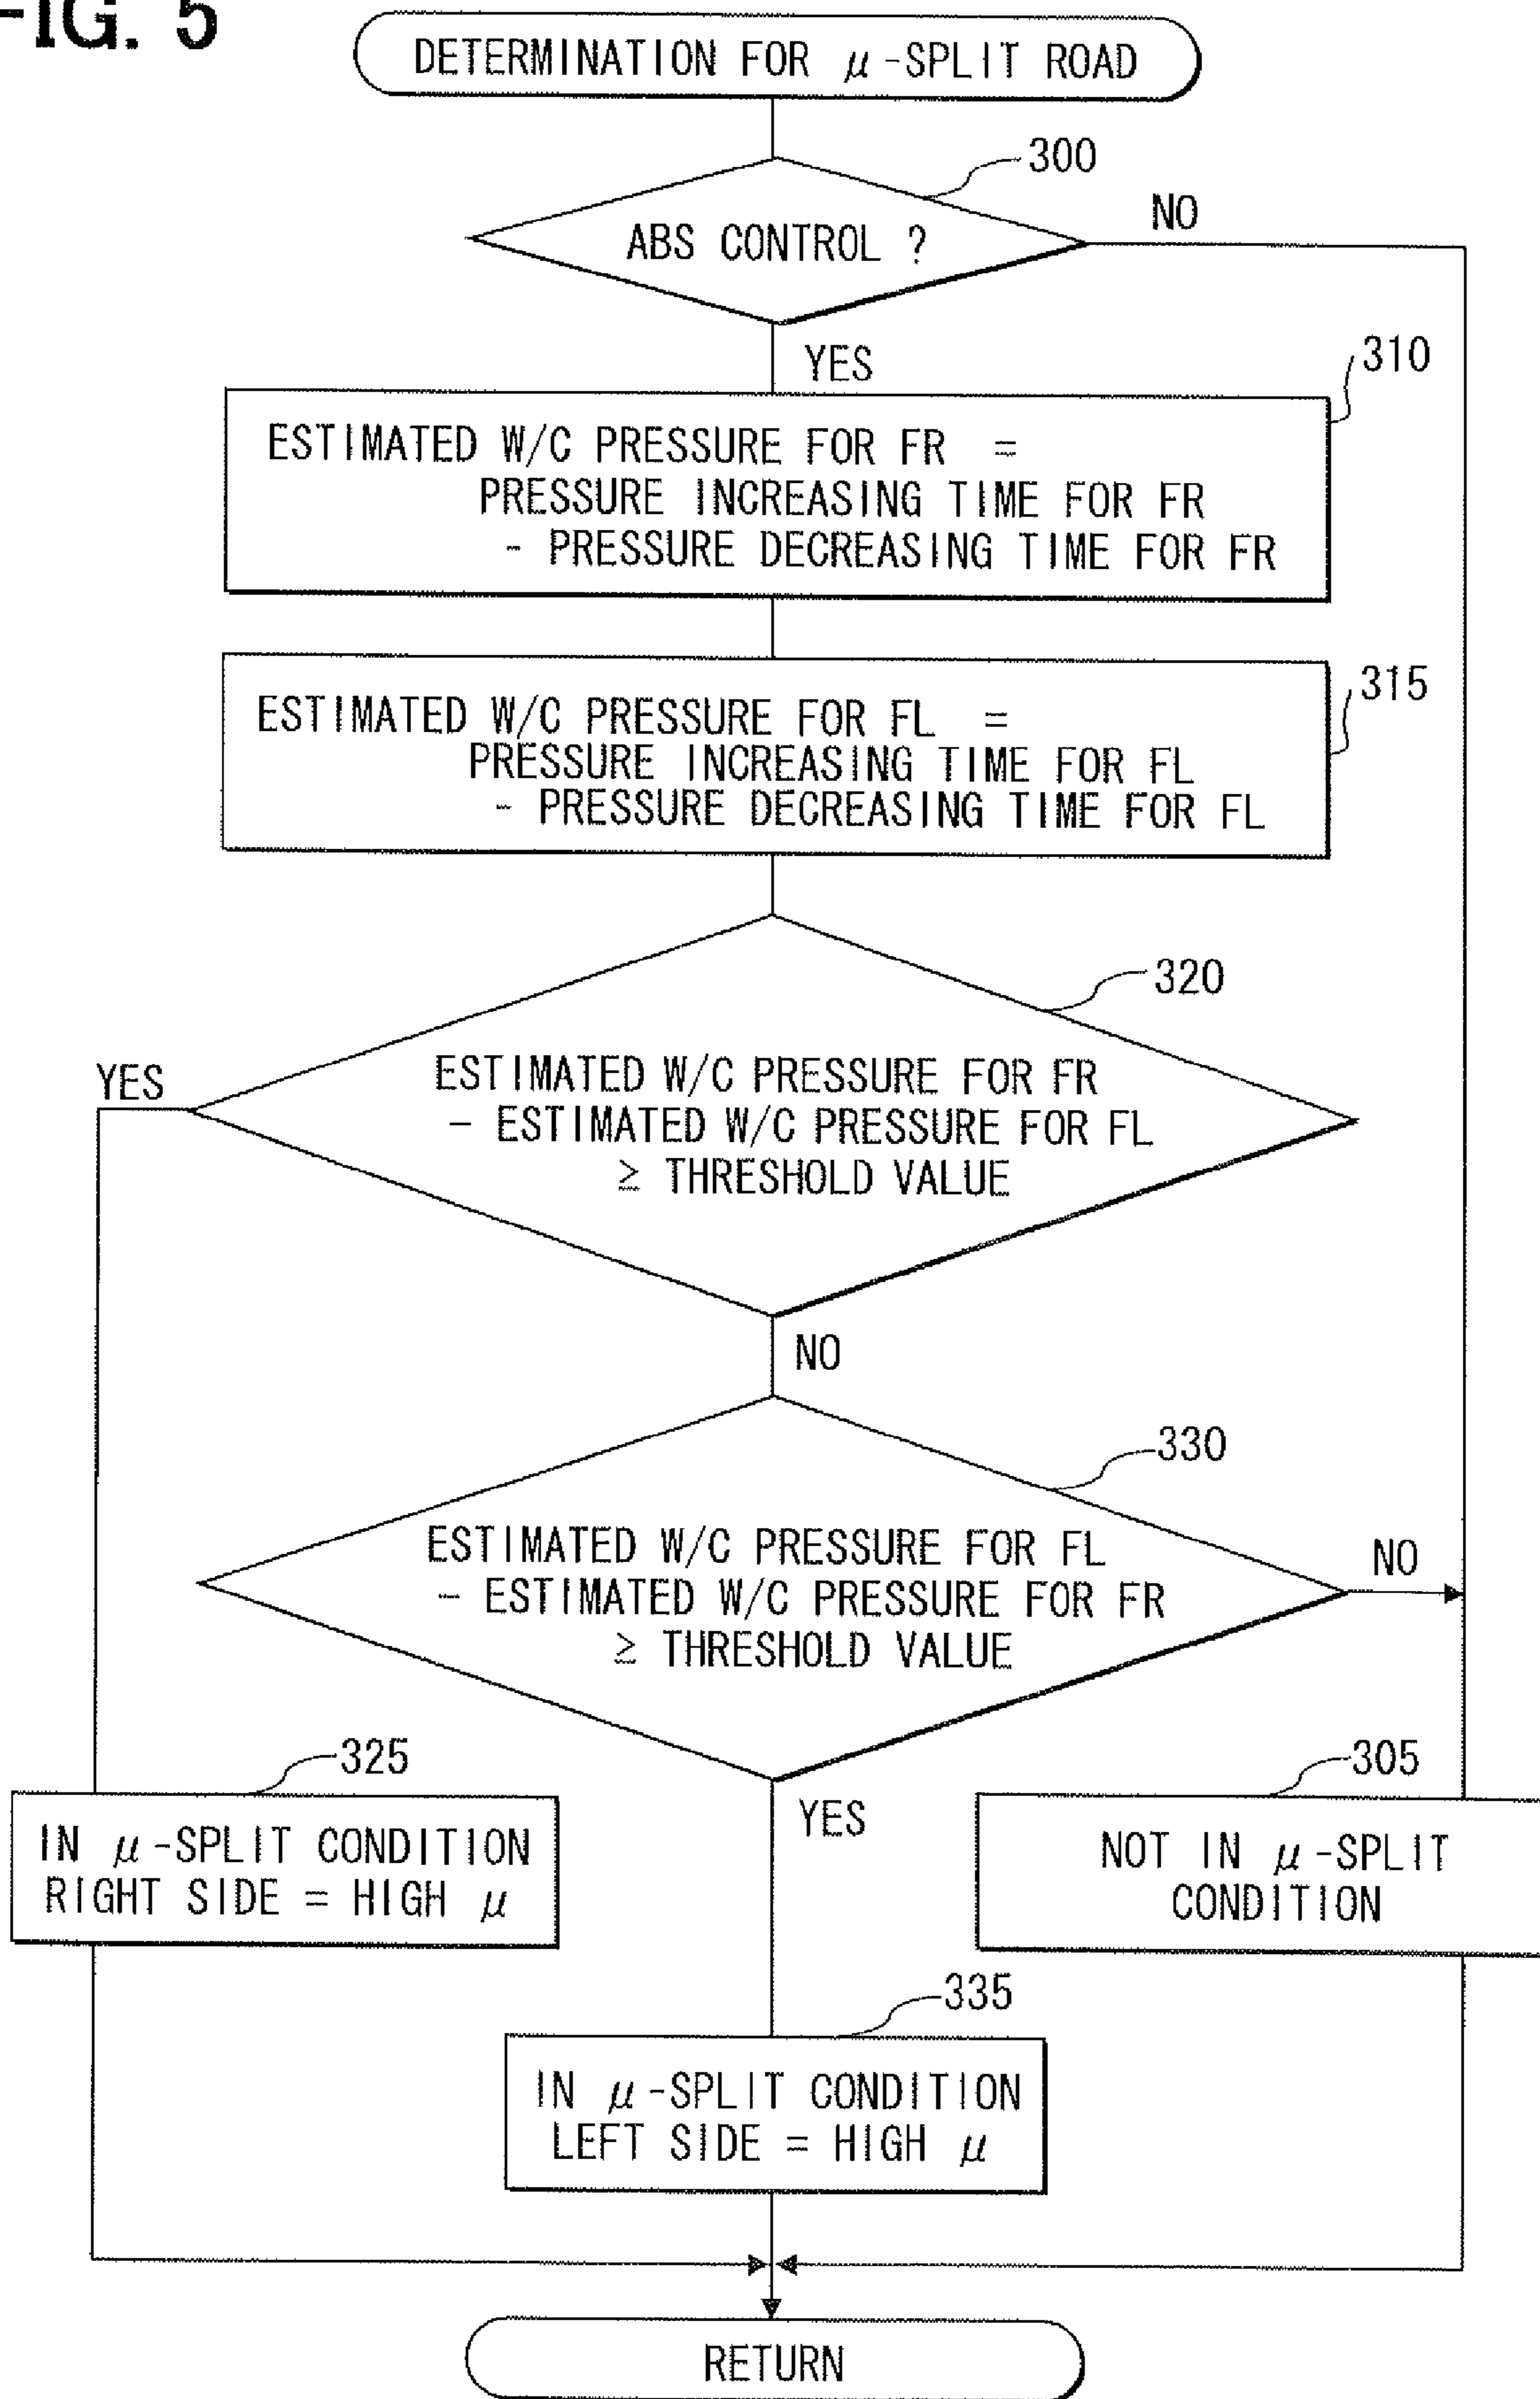 FIG. 5
DETERMINATION FOR μ-SPLIT ROAD
300
ABS CONTROL ?
NO
YES
310
ESTIMATED W/C PRESSURE FOR FR =
PRESSURE INCREASING TIME FOR FR
- PRESSURE DECREASING TIME FOR FR
315
ESTIMATED W/C PRESSURE FOR FL =
PRESSURE INCREASING TIME FOR FL
- PRESSURE DECREASING TIME FOR FL
320
YES
ESTIMATED W/C PRESSURE FOR FR
- ESTIMATED W/C PRESSURE FOR FL
≥ THRESHOLD VALUE
NO
330
ESTIMATED W/C PRESSURE FOR FL
- ESTIMATED W/C PRESSURE FOR FR
≥ THRESHOLD VALUE
NO
YES
325
IN μ-SPLIT CONDITION
RIGHT SIDE = HIGH μ
305
NOT IN μ-SPLIT
CONDITION
335
IN μ-SPLIT CONDITION
LEFT SIDE = HIGH μ
RETURN